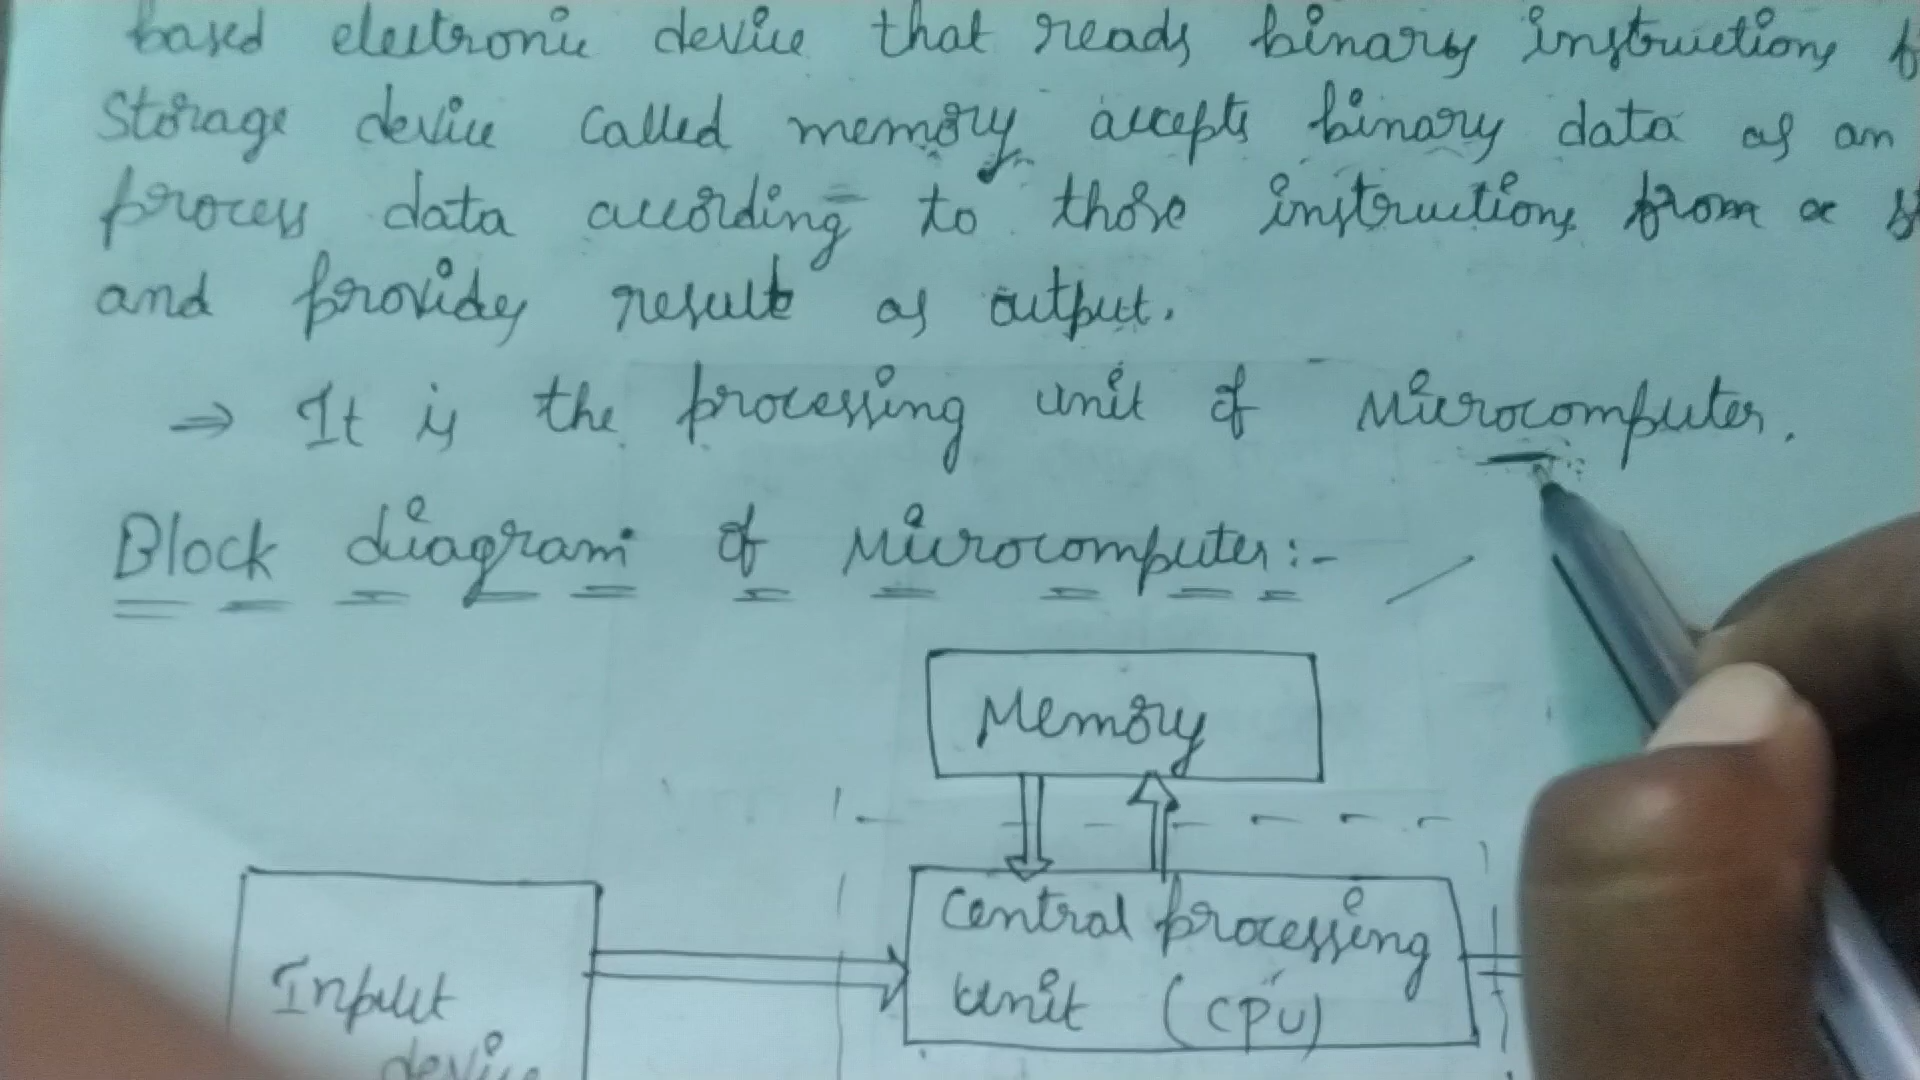 based electronic device that reads binary instructions
storage device called memory accepts binary data as an
process data according to those instructions from a
and provides result as output.
⇒ It is the processing unit of Microcomputer.
Block diagram of Microcomputer:-
Memory
Central processing
unit (CPU)
Input
device